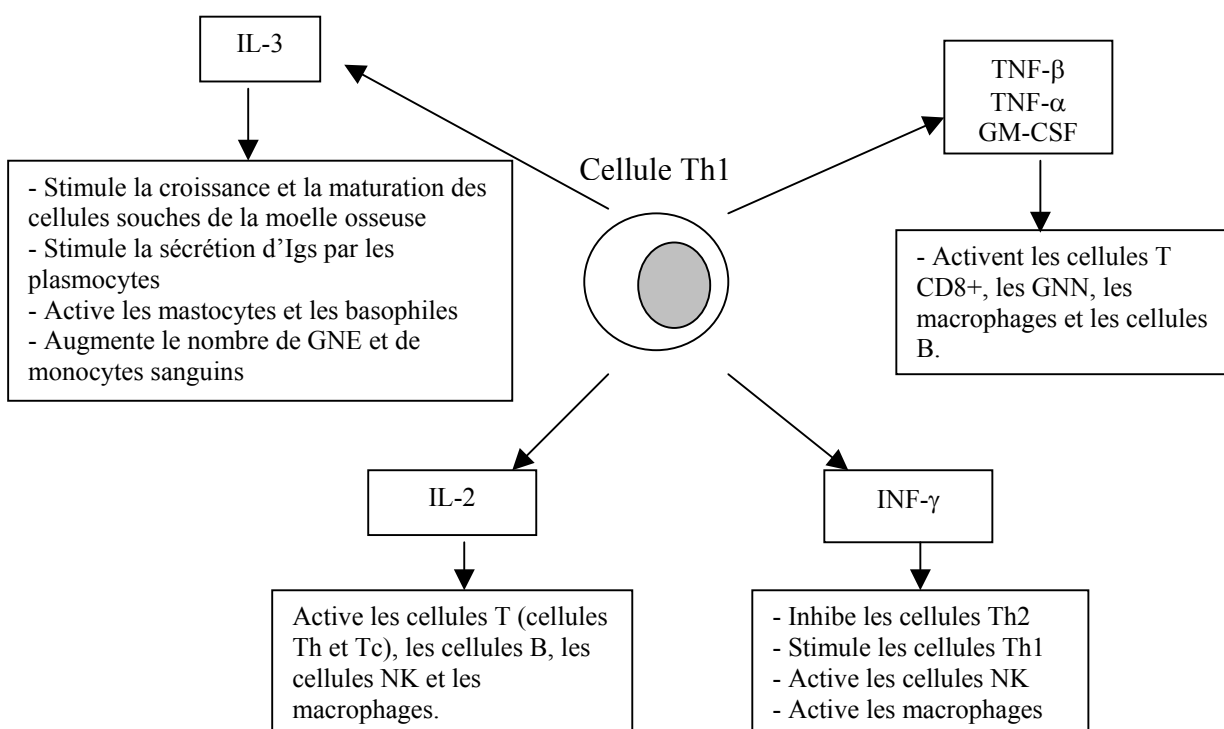 IL-3
TNF-β
TNF-α
GM-CSF
Cellule Th1
- Stimule la croissance et la maturation des
cellules souches de la moelle osseuse
- Stimule la sécrétion d’Igs par les
plasmocytes
- Active les mastocytes et les basophiles
- Augmente le nombre de GNE et de
monocytes sanguins
- Activent les cellules T
CD8+, les GNN, les
macrophages et les cellules
B.
IL-2
INF-γ
Active les cellules T (cellules
Th et Tc), les cellules B, les
cellules NK et les
macrophages.
- Inhibe les cellules Th2
- Stimule les cellules Th1
- Active les cellules NK
- Active les macrophages